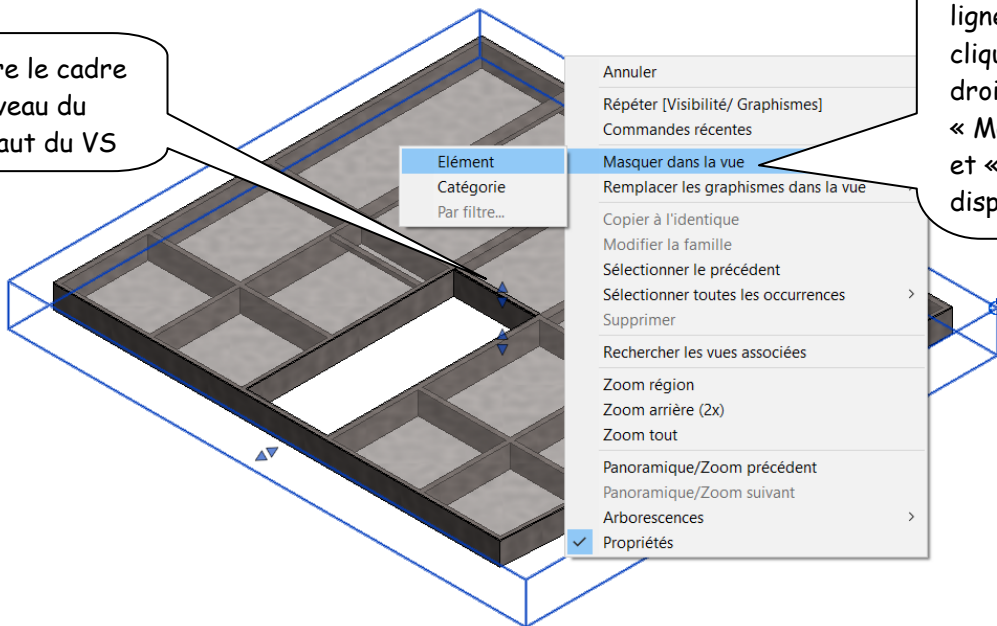 re le cadre
veau du
aut du VS
ligne
cliqu
droi
« M
et «
disp
Annuler
Répéter [Visibilité/ Graphismes]
Commandes récentes
Masquer dans la vue
Remplacer les graphismes dans la vue
Copier à l'identique
Modifier la famille
Sélectionner le précédent
Sélectionner toutes les occurrences
Supprimer
Rechercher les vues associées
Zoom région
Zoom arrière (2x)
Zoom tout
Panoramique/Zoom précédent
Panoramique/Zoom suivant
Arborescences
Propriétés
Elément
Catégorie
Par filtre...